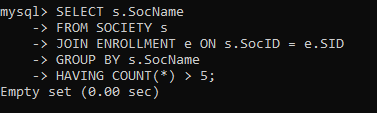 mysql> SELECT s.SocName
    -> FROM SOCIETY s
    -> JOIN ENROLLMENT e ON s.SocID = e.SID
    -> GROUP BY s.SocName
    -> HAVING COUNT(*) > 5;
Empty set (0.00 sec)